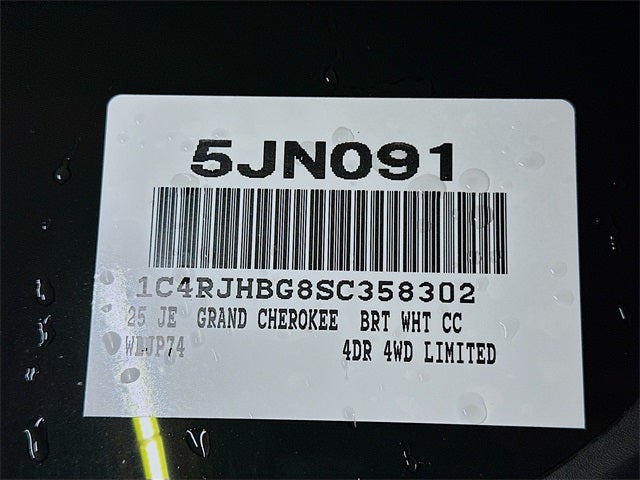 5JN091
1C4RJHBG8SC358302
25 JE GRAND CHEROKEE BRT WHT CC
WLJP74 4DR 4WD LIMITED